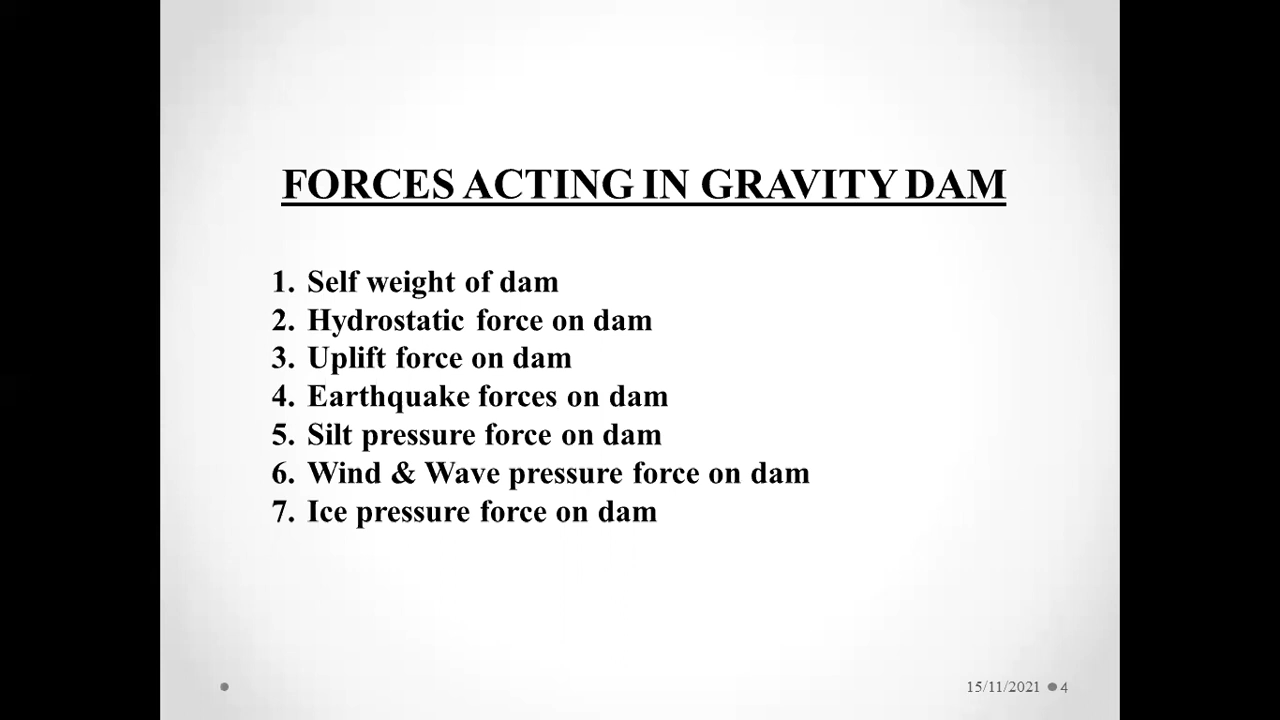 FORCES ACTING IN GRAVITY DAM
1. Self weight of dam
2. Hydrostatic force on dam
3. Uplift force on dam
4. Earthquake forces on dam
5. Silt pressure force on dam
6. Wind & Wave pressure force on dam
7. Ice pressure force on dam
15/11/2021 4